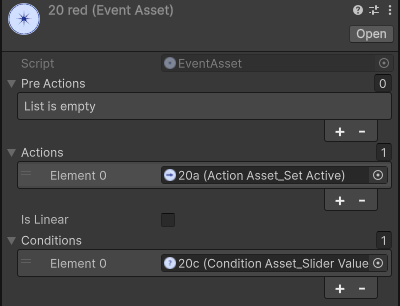 20 red (Event Asset)
Open
Script EventAsset
Pre Actions 0
List is empty
+ -
Actions 1
Element 0 20a (Action Asset_Set Active)
+ -
Is Linear
Conditions 1
Element 0 20c (Condition Asset_Slider Value
+ -